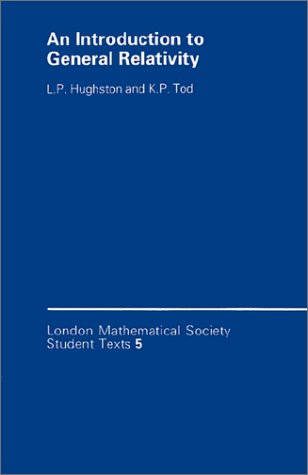 An Introduction to
General Relativity
L.P. Hughston and K.P. Tod
London Mathematical Society
Student Texts 5